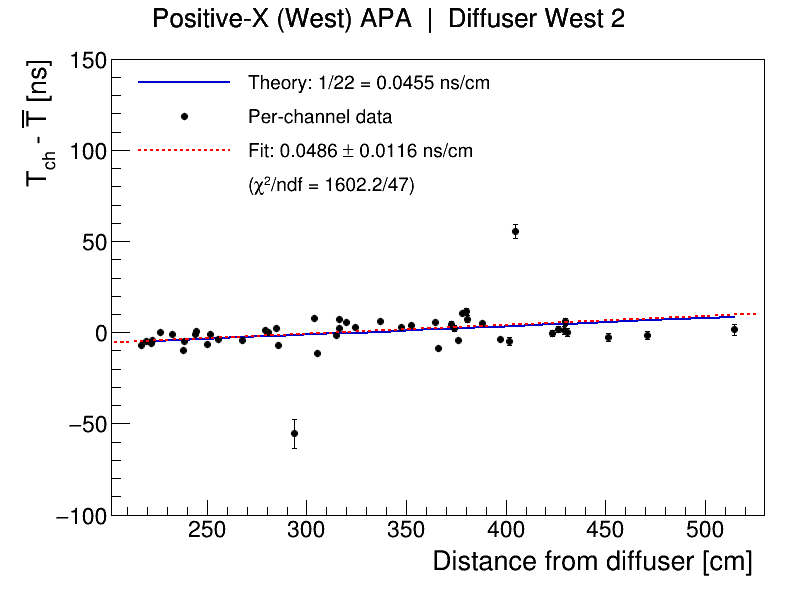 Positive-X (West) APA | Diffuser West 2
T_ch - T̅ [ns]
150
100
50
0
−50
−100
Theory: 1/22 = 0.0455 ns/cm
Per-channel data
Fit: 0.0486 ± 0.0116 ns/cm
(χ²/ndf = 1602.2/47)
250 300 350 400 450 500
Distance from diffuser [cm]